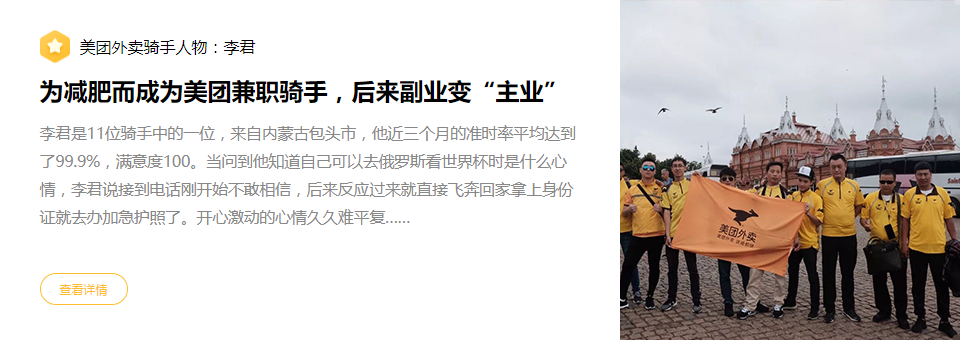 美团外卖骑手人物：李君
为减肥而成为美团兼职骑手，后来副业变“主业”
李君是11位骑手中的一位，来自内蒙古包头市，他近三个月的准时率平均达到
了99.9%，满意度100。当问到他知道自己可以去俄罗斯看世界杯时是什么心
情，李君说接到电话刚开始不敢相信，后来反应过来就直接飞奔回家拿上身份
证就去办加急护照了。开心激动的心情久久难平复......
查看详情
美团外卖